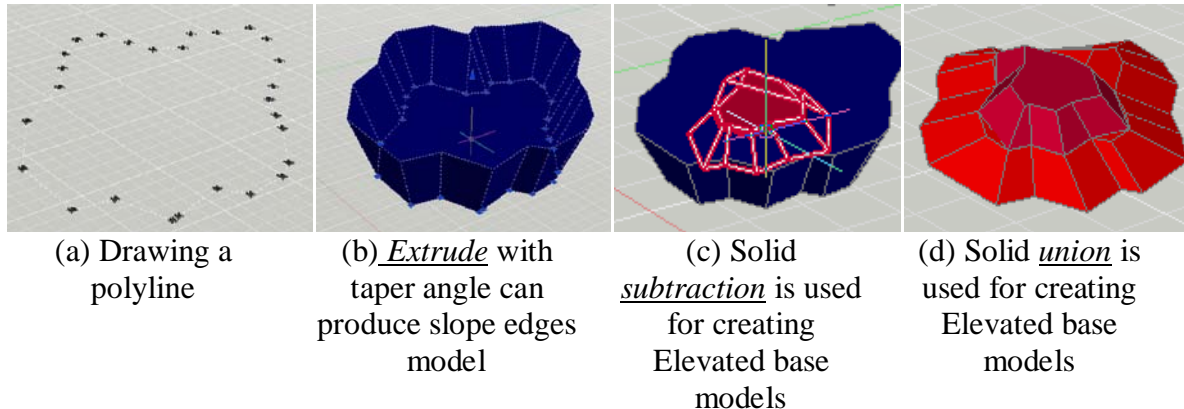 (a) Drawing a
polyline
(b) Extrude with
taper angle can
produce slope edges
model
(c) Solid
subtraction is used
for creating
Elevated base
models
(d) Solid union is
used for creating
Elevated base
models